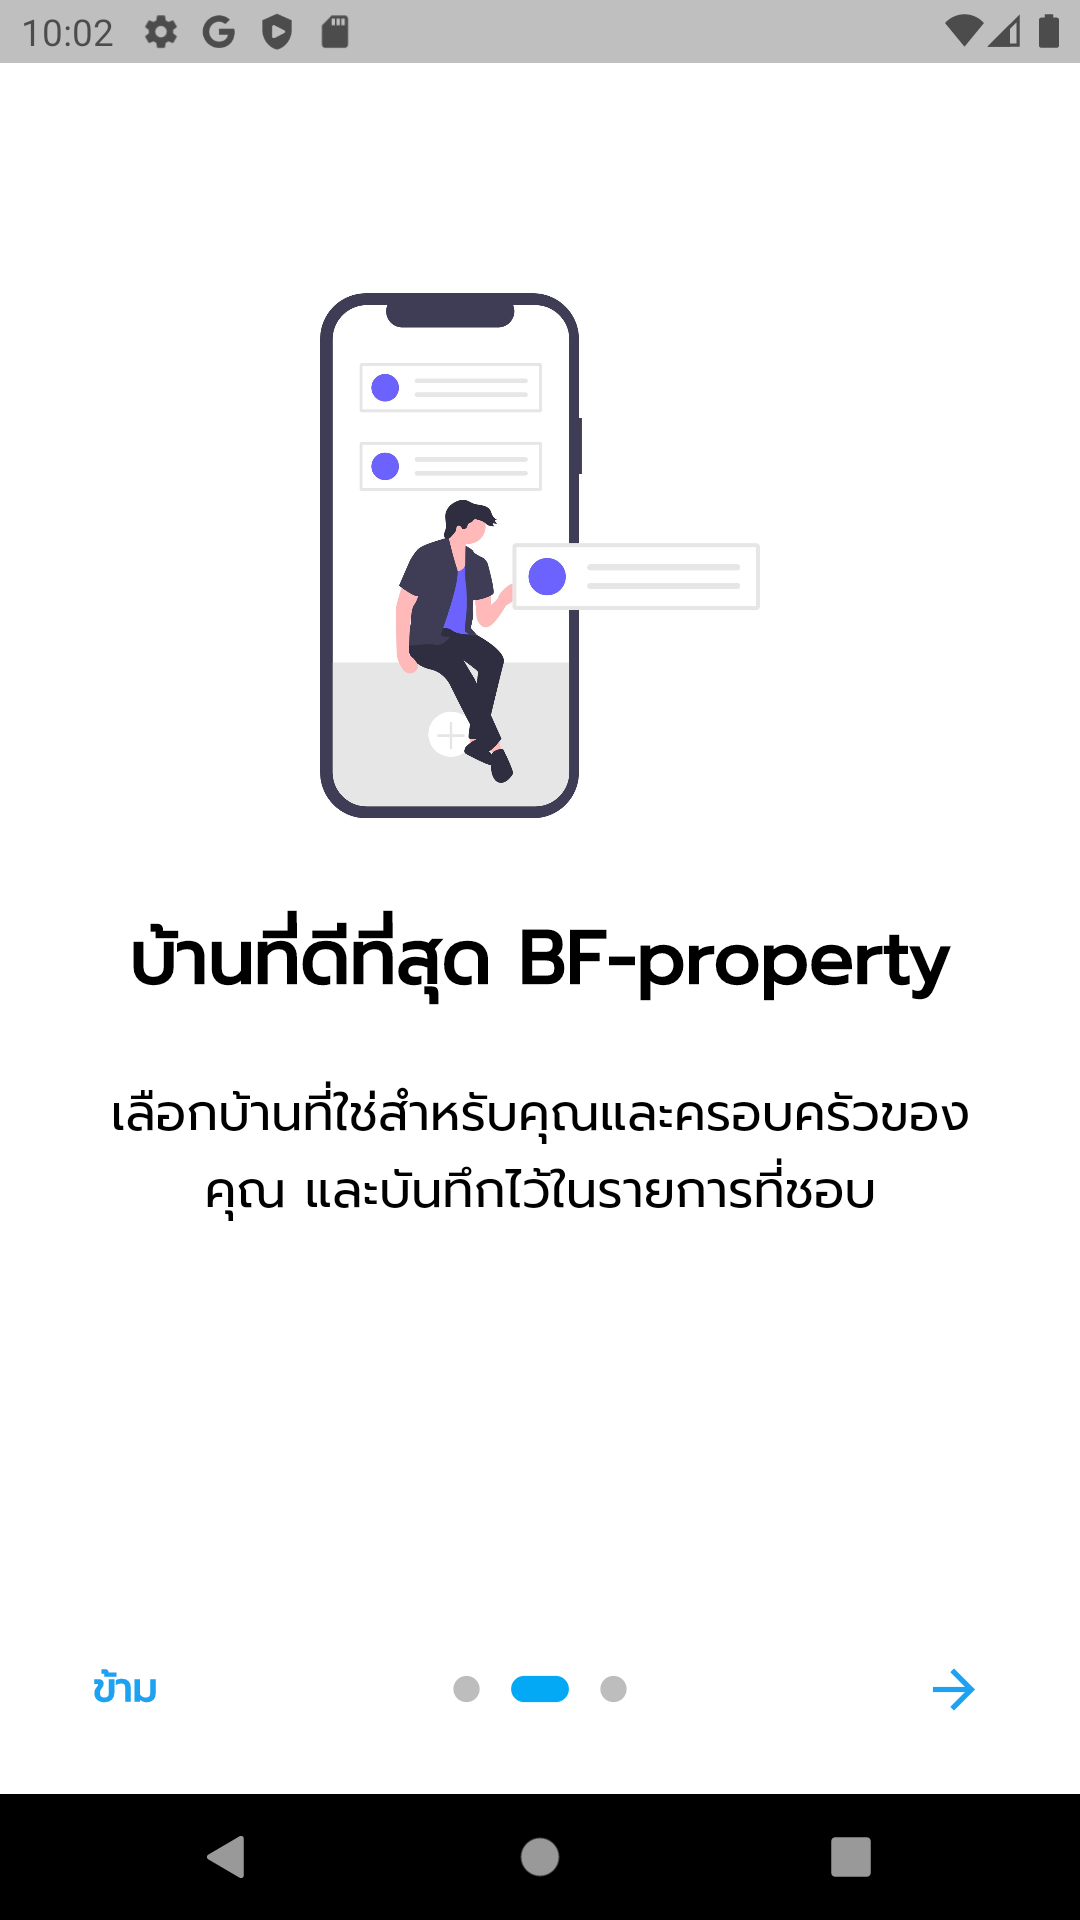 10:02
บ้านที่ดีที่สุด BF-property
เลือกบ้านที่ใช่สำหรับคุณและครอบครัวของ
คุณ และบันทึกไว้ในรายการที่ชอบ
ข้าม